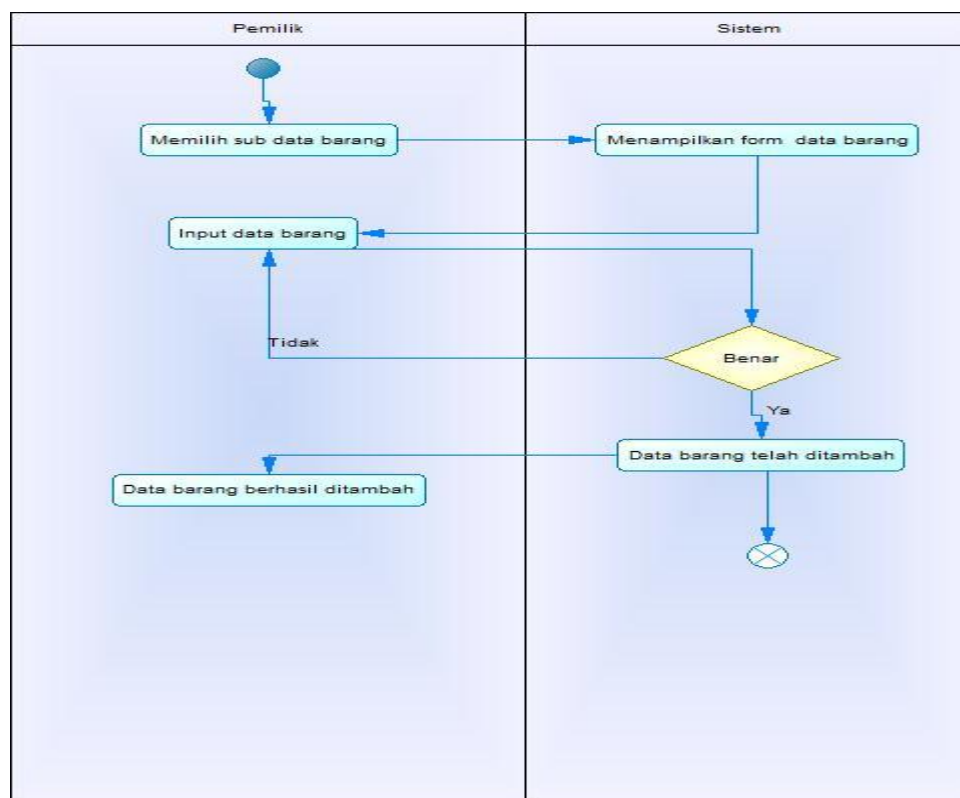 Pemilik
Sistem
Memilih sub data barang
Menampilkan form data barang
Input data barang
Tidak
Benar
Ya
Data barang telah ditambah
Data barang berhasil ditambah